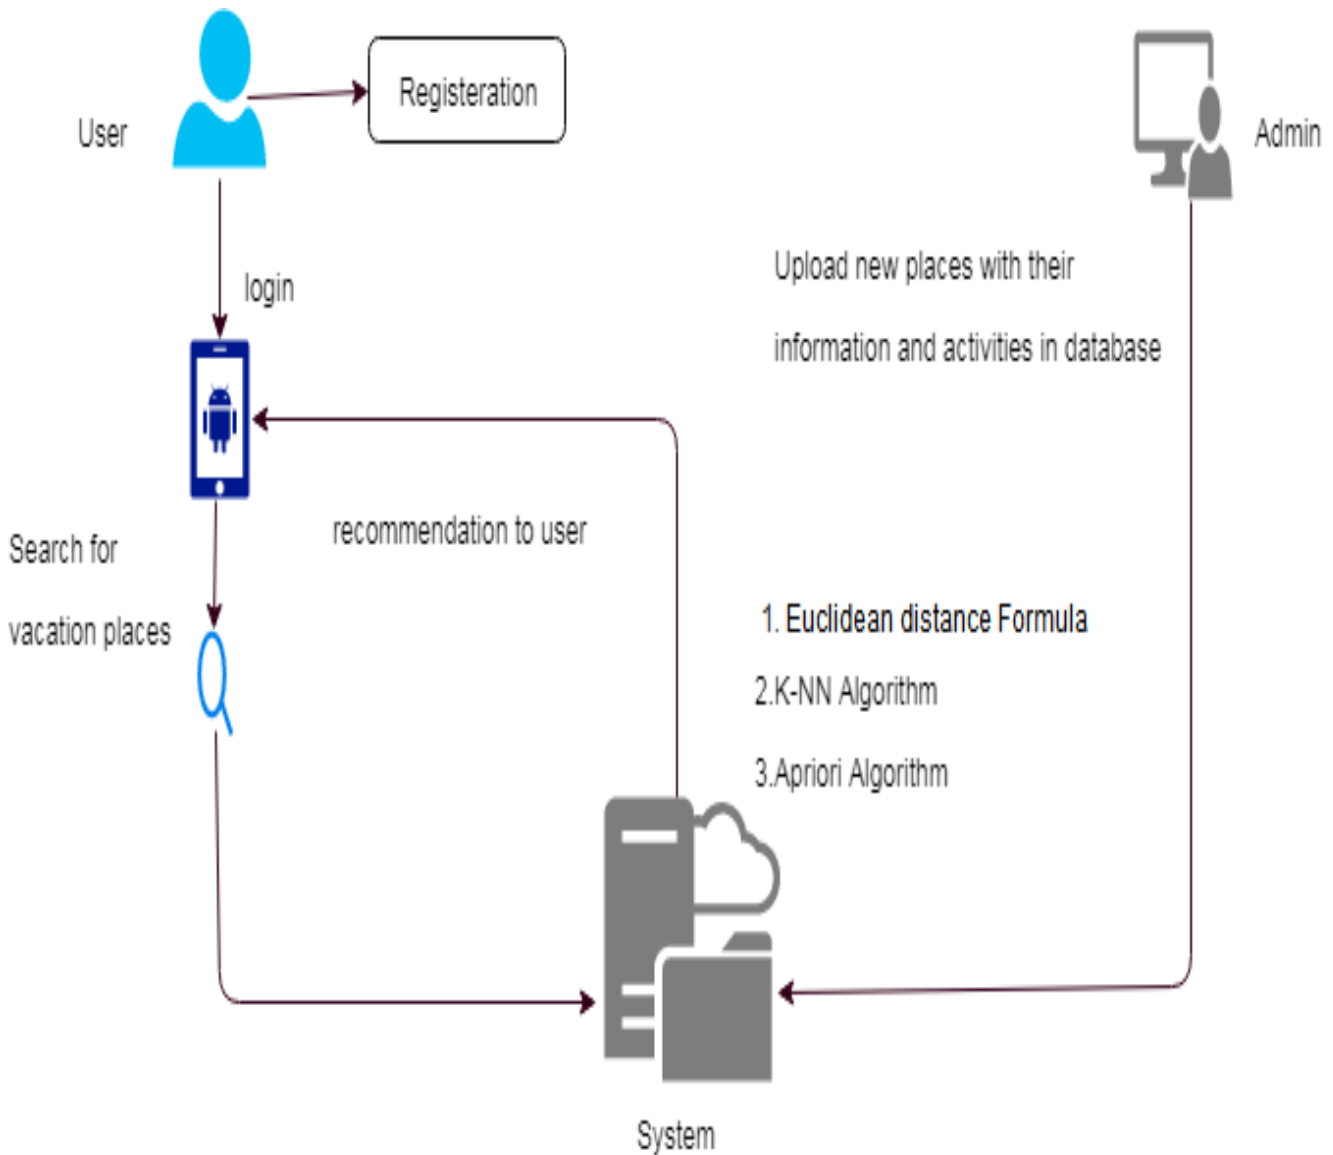 User
Registeration
Admin
login
Upload new places with their
information and activities in database
recommendation to user
Search for
vacation places
1. Euclidean distance Formula
2.K-NN Algorithm
3.Apriori Algorithm
System